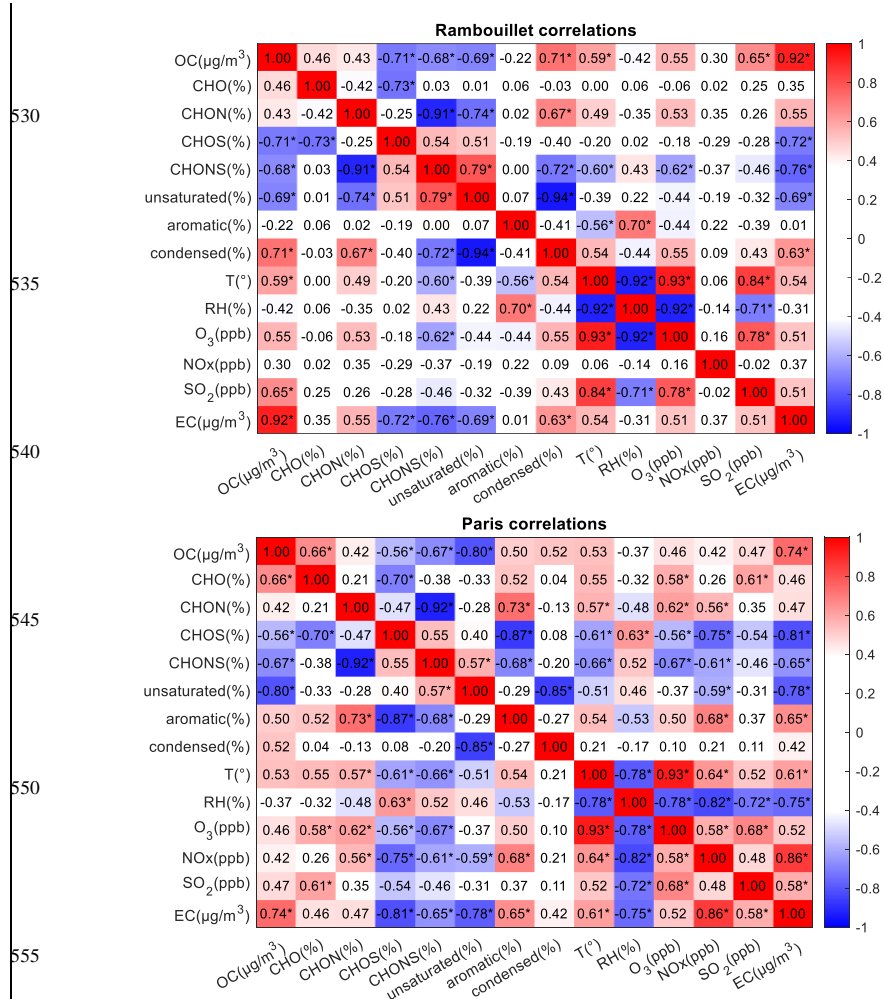 Rambouillet correlations
OC(µg/m³) 1.00 0.46 0.43 -0.71* -0.68* -0.69* -0.22 0.71* 0.59* -0.42 0.55 0.30 0.65* 0.92* 1
CHO(%) 0.46 1.00 -0.42 -0.73* 0.03 0.01 0.06 -0.03 0.00 0.06 -0.06 0.02 0.25 0.35 0.8
530 CHON(%) 0.43 -0.42 1.00 -0.25 -0.91* -0.74* 0.02 0.67* 0.49 -0.35 0.53 0.35 0.26 0.55 0.6
CHOS(%) -0.71* -0.73* -0.25 1.00 0.54 0.51 -0.19 -0.40 -0.20 0.02 -0.18 -0.29 -0.28 -0.72* 0.4
CHONS(%) -0.68* 0.03 -0.91* 0.54 1.00 0.79* 0.00 -0.72* -0.60* 0.43 -0.62* -0.37 -0.46 -0.76*
unsaturated(%) -0.69* 0.01 -0.74* 0.51 0.79* 1.00 0.07 -0.94* -0.39 0.22 -0.44 -0.19 -0.32 -0.69* 0.2
aromatic(%) -0.22 0.06 0.02 -0.19 0.00 0.07 1.00 -0.41 -0.56* 0.70* -0.44 0.22 -0.39 0.01 0
condensed(%) 0.71* -0.03 0.67* -0.40 -0.72* -0.94* -0.41 1.00 0.54 -0.44 0.55 0.09 0.43 0.63* -0.2
535 T(°) 0.59* 0.00 0.49 -0.20 -0.60* -0.39 -0.56* 0.54 1.00 -0.92* 0.93* 0.06 0.84* 0.54
RH(%) -0.42 0.06 -0.35 0.02 0.43 0.22 0.70* -0.44 -0.92* 1.00 -0.92* -0.14 -0.71* -0.31 -0.4
O₃(ppb) 0.55 -0.06 0.53 -0.18 -0.62* -0.44 -0.44 0.55 0.93* -0.92* 1.00 0.16 0.78* 0.51
NOx(ppb) 0.30 0.02 0.35 -0.29 -0.37 -0.19 0.22 0.09 0.06 -0.14 0.16 1.00 -0.02 0.37 -0.6
SO₂(ppb) 0.65* 0.25 0.26 -0.28 -0.46 -0.32 -0.39 0.43 0.84* -0.71* 0.78* -0.02 1.00 0.51 -0.8
EC(µg/m³) 0.92* 0.35 0.55 -0.72* -0.76* -0.69* 0.01 0.63* 0.54 -0.31 0.51 0.37 0.51 1.00 -1
540 OC(µg/m³) CHO(%) CHON(%) CHOS(%) CHONS(%) unsaturated(%) aromatic(%) condensed(%) T(°) RH(%) O₃(ppb) NOx(ppb) SO₂(ppb) EC(µg/m³)
Paris correlations
OC(µg/m³) 1.00 0.66* 0.42 -0.56* -0.67* -0.80* 0.50 0.52 0.53 -0.37 0.46 0.42 0.47 0.74* 1
CHO(%) 0.66* 1.00 0.21 -0.70* -0.38 -0.33 0.52 0.04 0.55 -0.32 0.58* 0.26 0.61* 0.46 0.8
545 CHON(%) 0.42 0.21 1.00 -0.47 -0.92* -0.28 0.73* -0.13 0.57* -0.48 0.62* 0.56* 0.35 0.47 0.6
CHOS(%) -0.56* -0.70* -0.47 1.00 0.55 0.40 -0.87* 0.08 -0.61* 0.63* -0.56* -0.75* -0.54 -0.81* 0.4
CHONS(%) -0.67* -0.38 -0.92* 0.55 1.00 0.57* -0.68* -0.20 -0.66* 0.52 -0.67* -0.61* -0.46 -0.65*
unsaturated(%) -0.80* -0.33 -0.28 0.40 0.57* 1.00 -0.29 -0.85* -0.51 0.46 -0.37 -0.59* -0.31 -0.78* 0.2
aromatic(%) 0.50 0.52 0.73* -0.87* -0.68* -0.29 1.00 -0.27 0.54 -0.53 0.50 0.68* 0.37 0.65* 0
condensed(%) 0.52 0.04 -0.13 0.08 -0.20 -0.85* -0.27 1.00 0.21 -0.17 0.10 0.21 0.11 0.42 -0.2
550 T(°) 0.53 0.55 0.57* -0.61* -0.66* -0.51 0.54 0.21 1.00 -0.78* 0.93* 0.64* 0.52 0.61*
RH(%) -0.37 -0.32 -0.48 0.63* 0.52 0.46 -0.53 -0.17 -0.78* 1.00 -0.78* -0.82* -0.72* -0.75* -0.4
O₃(ppb) 0.46 0.58* 0.62* -0.56* -0.67* -0.37 0.50 0.10 0.93* -0.78* 1.00 0.58* 0.68* 0.52
NOx(ppb) 0.42 0.26 0.56* -0.75* -0.61* -0.59* 0.68* 0.21 0.64* -0.82* 0.58* 1.00 0.48 0.86* -0.6
SO₂(ppb) 0.47 0.61* 0.35 -0.54 -0.46 -0.31 0.37 0.11 0.52 -0.72* 0.68* 0.48 1.00 0.58* -0.8
EC(µg/m³) 0.74* 0.46 0.47 -0.81* -0.65* -0.78* 0.65* 0.42 0.61* -0.75* 0.52 0.86* 0.58* 1.00 -1
555 OC(µg/m³) CHO(%) CHON(%) CHOS(%) CHONS(%) unsaturated(%) aromatic(%) condensed(%) T(°) RH(%) O₃(ppb) NOx(ppb) SO₂(ppb) EC(µg/m³)